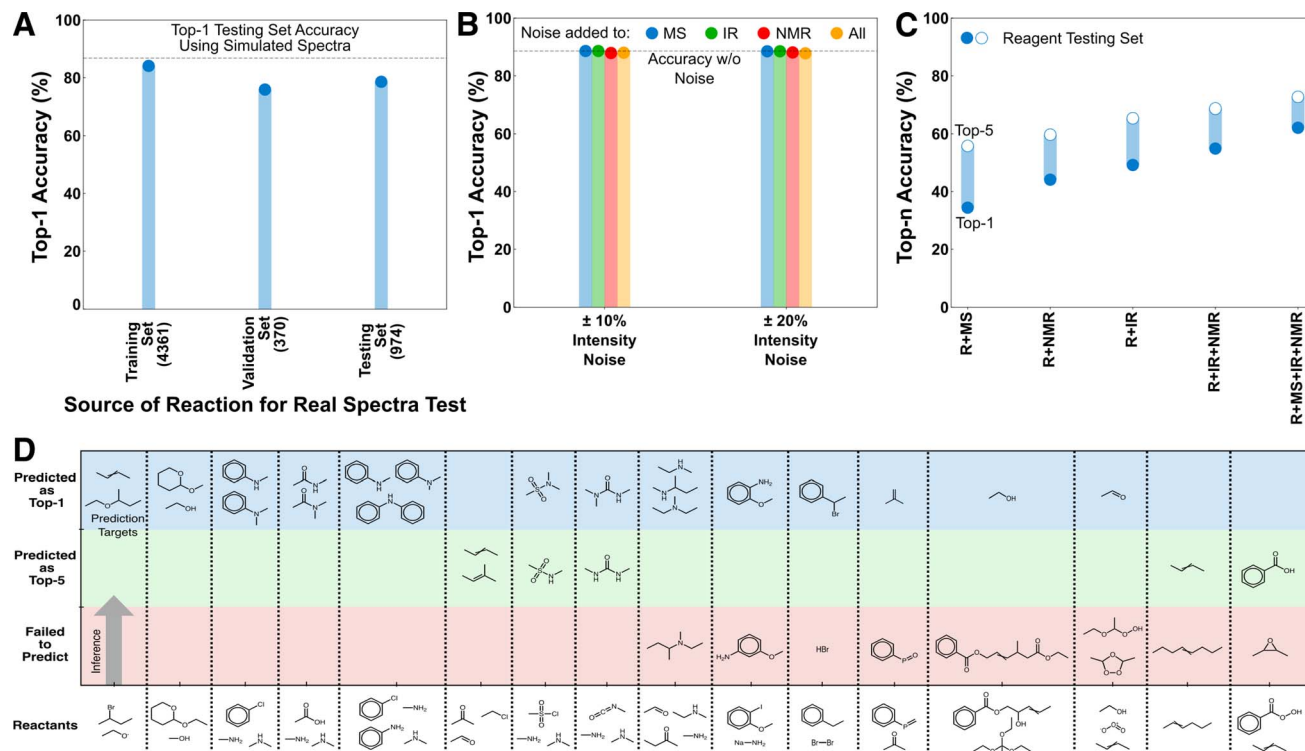 A
100
80
60
40
20
0
Top-1 Accuracy (%)
Top-1 Testing Set Accuracy
Using Simulated Spectra
Training
Set
(4361)
Validation
Set
(370)
Testing
Set
(974)
Source of Reaction for Real Spectra Test
B
100
80
60
40
20
0
Top-1 Accuracy (%)
Noise added to: MS IR NMR All
Accuracy w/o
Noise
± 10%
Intensity
Noise
± 20%
Intensity
Noise
C
100
80
60
40
20
0
Top-n Accuracy (%)
Reagent Testing Set
Top-5
Top-1
R+MS
R+NMR
R+IR
R+IR+NMR
R+MS+IR+NMR
D
Predicted
as
Top-1
Prediction
Targets
Predicted
as
Top-5
Failed
to
Predict
Inference
HBr
Reactants